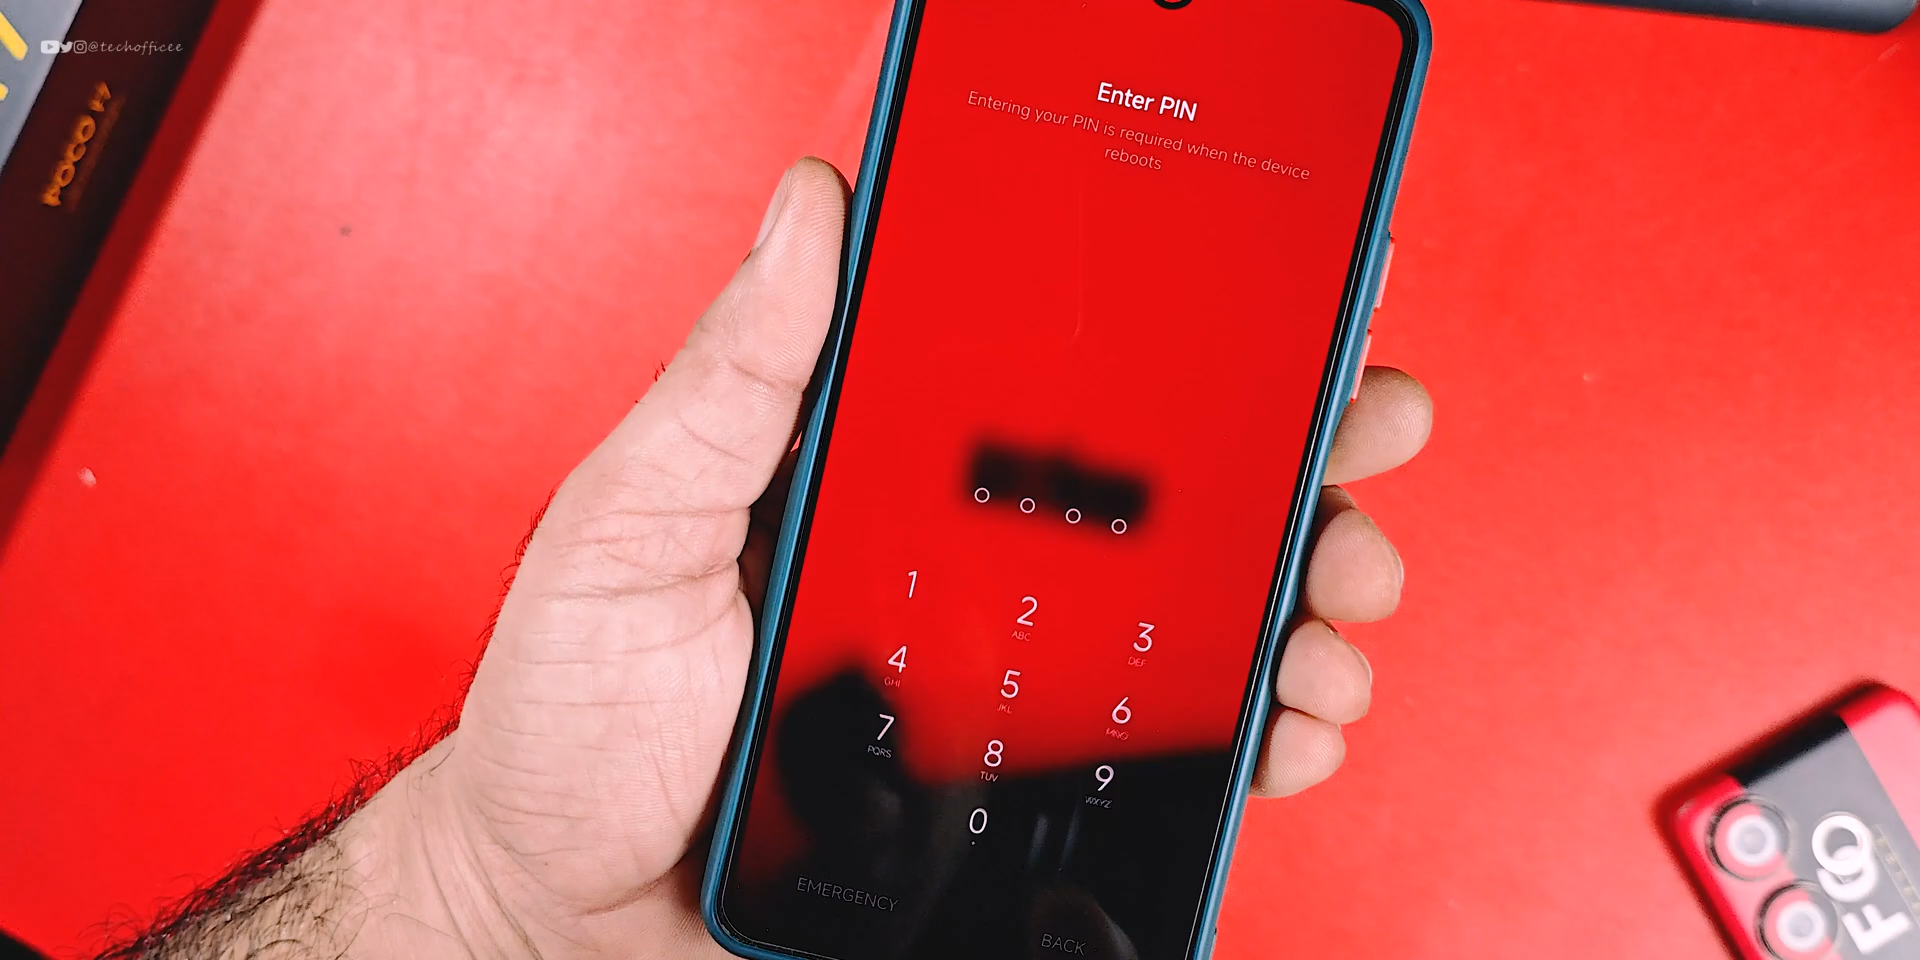 @techofficee
POCO F7
Enter PIN
Entering your PIN is required when the device
reboots
1
2
ABC
3
DEF
4
GHI
5
JKL
6
MNO
7
PQRS
8
TUV
9
WXYZ
0
EMERGENCY
BACK